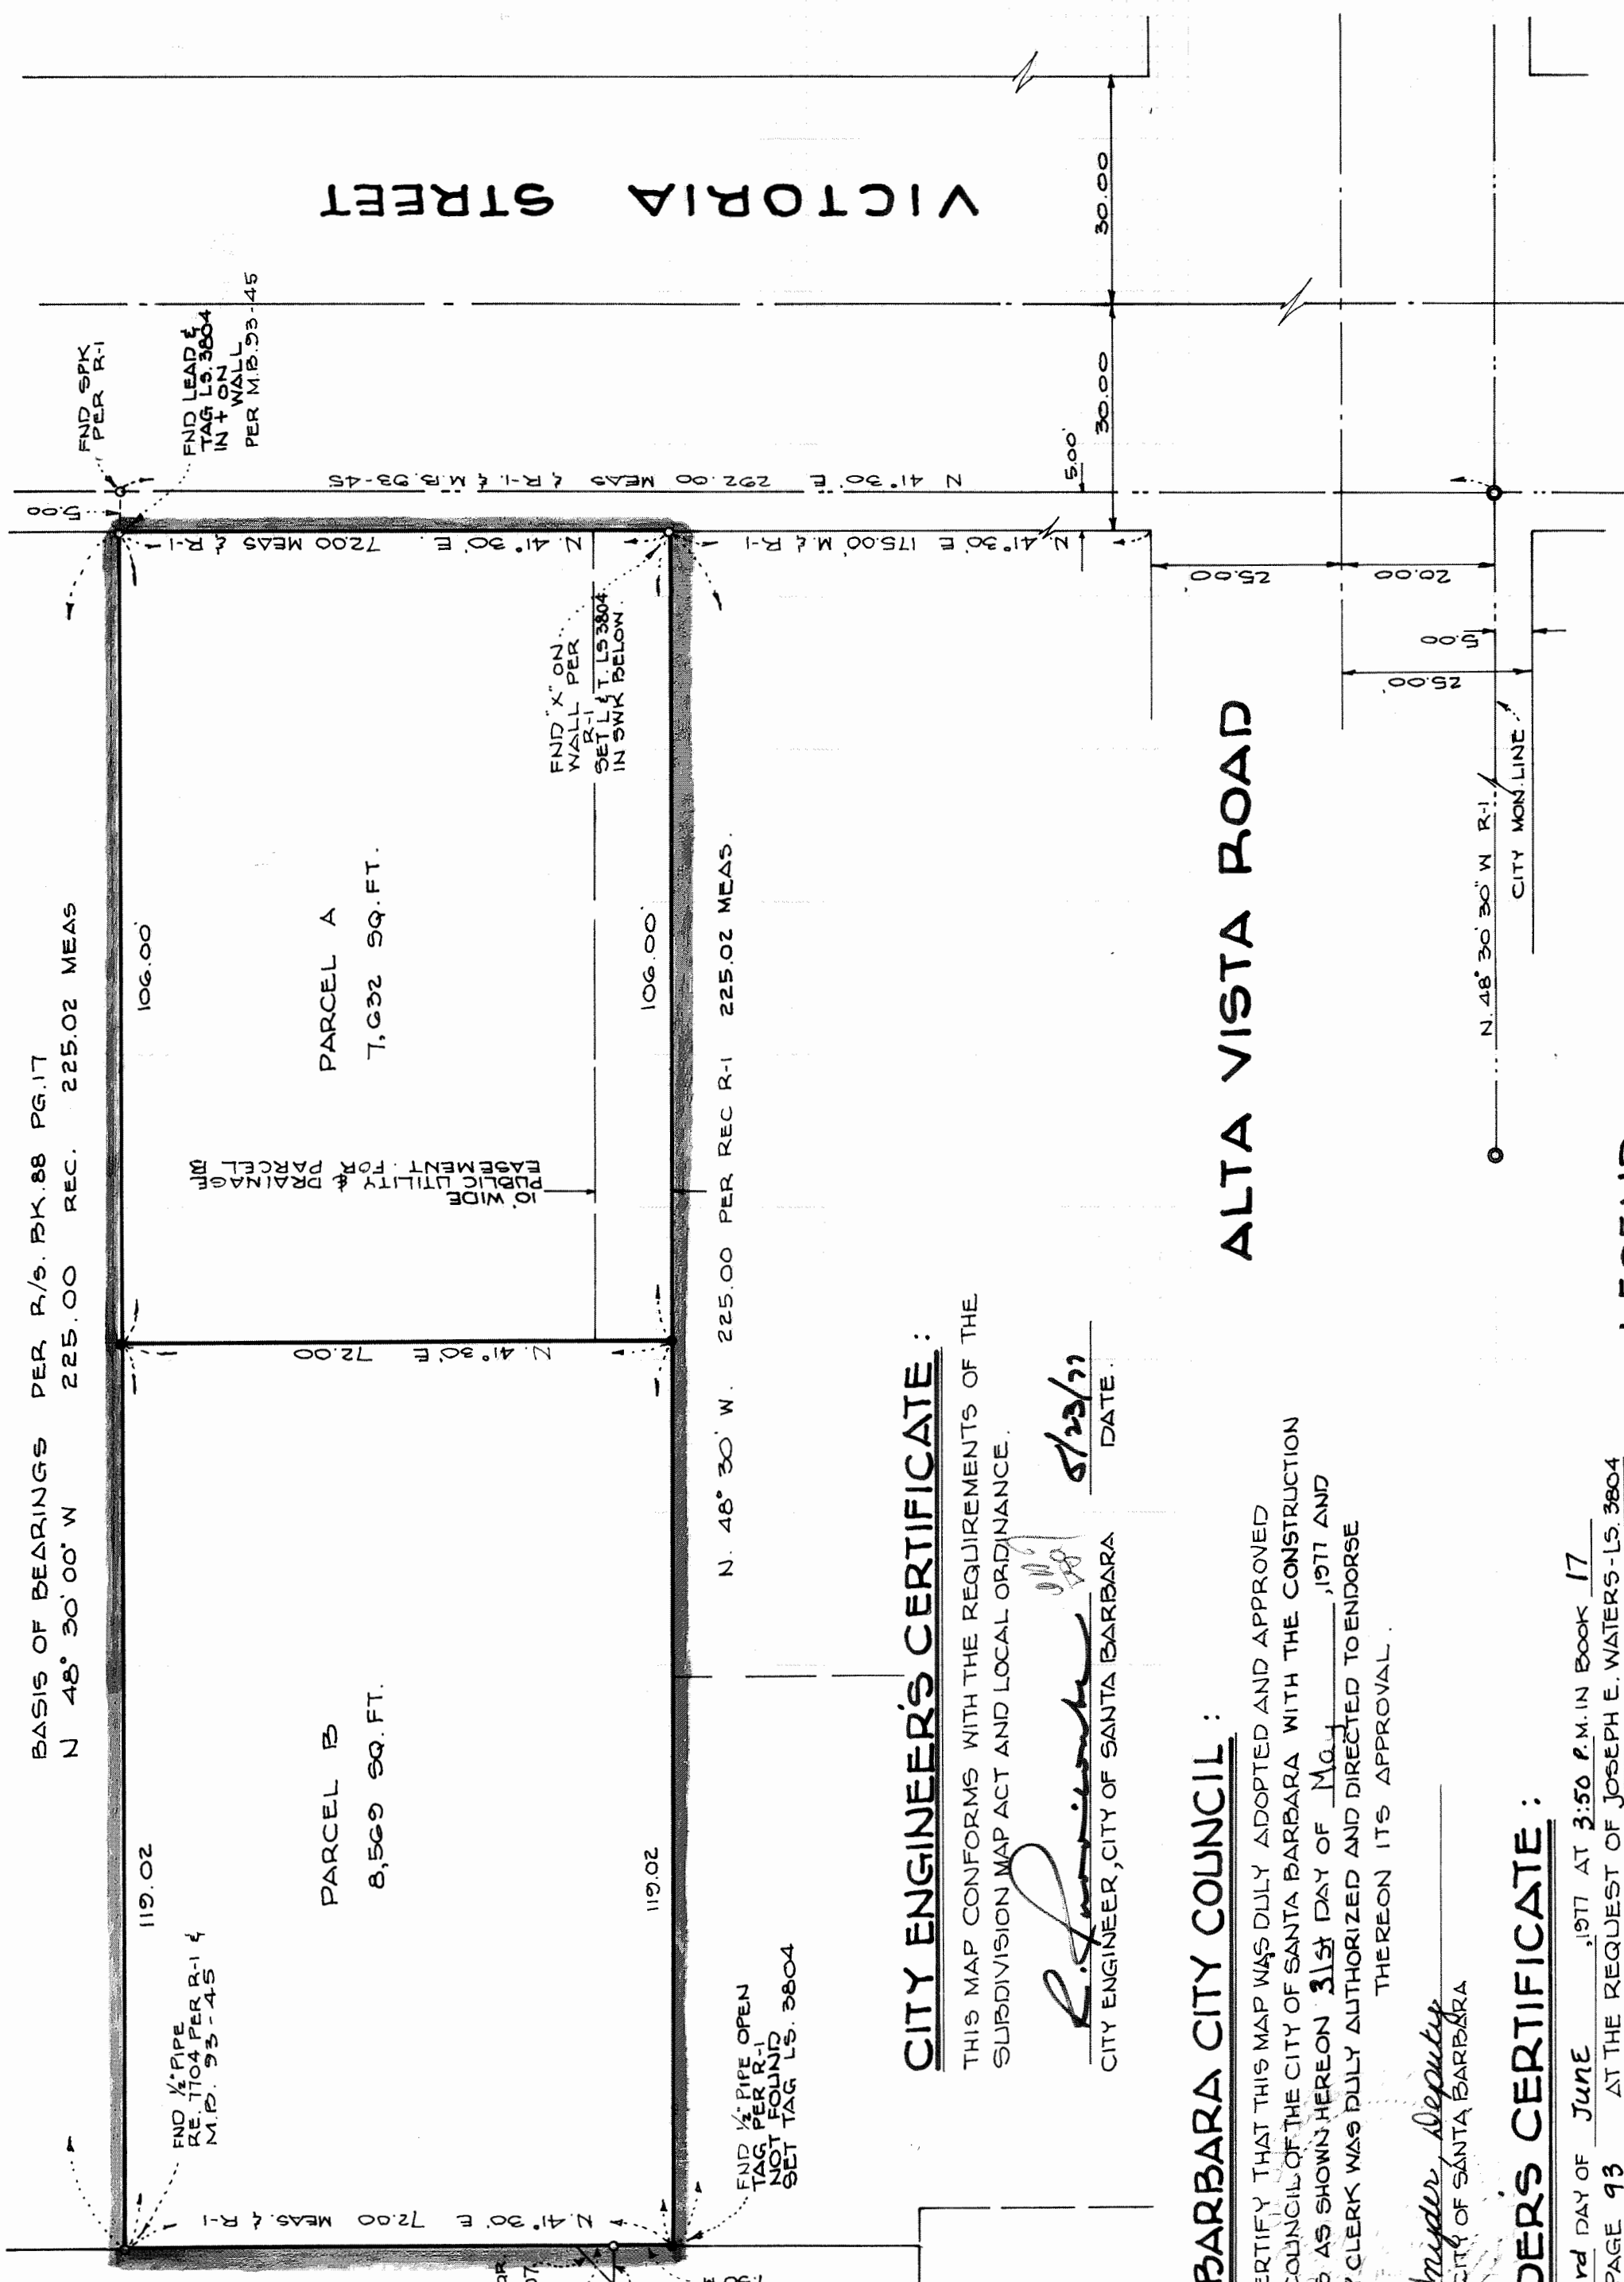 BASIS OF BEARINGS PER R/S. BK.88 PG.17
N 48° 30' 00" W 225.00 REC. 225.02 MEAS
FND SPK
PER R-1
FND LEAD &
TAG LS. 3804
IN + ON
WALL
PER M.B. 93-45
VICTORIA STREET
5.00
N 41° 30' E 292.00 MEAS & R-1. & M.B. 93-45
30.00
30.00
5.00'
119.02
106.00'
N. 41° 30' E. 72.00 MEAS & R-1
FND 1/2" PIPE
RE. 7704 PER R-1 &
M.B. 93-45
PARCEL B
8,569 SQ. FT.
PARCEL A
7,632 SQ. FT.
N. 41° 30' E 72.00
10' WIDE
PUBLIC UTILITY & DRAINAGE
EASEMENT FOR PARCEL B
FND "X" ON
WALL PER
R-1
SET L & T. LS 3804
IN SWK BELOW
N. 41° 30' E 72.00 MEAS & R-1
119.02
106.00'
N 41° 30' E 175.00' M. & R-1
N. 48° 30' W. 225.00 PER REC R-1 225.02 MEAS.
FND 1/2" PIPE OPEN
TAG PER R-1
NOT FOUND
SET TAG LS. 3804
25.00
20.00
5.00
25.00
ALTA VISTA ROAD
N. 48° 30' 30" W R-1
CITY MON. LINE
CITY ENGINEER'S CERTIFICATE:
THIS MAP CONFORMS WITH THE REQUIREMENTS OF THE
SUBDIVISION MAP ACT AND LOCAL ORDINANCE.
5/23/77
CITY ENGINEER, CITY OF SANTA BARBARA DATE.
BARBARA CITY COUNCIL:
ERTIFY THAT THIS MAP WAS DULY ADOPTED AND APPROVED
COUNCIL OF THE CITY OF SANTA BARBARA WITH THE CONSTRUCTION
AS SHOWN HEREON 31st DAY OF May, 1977 AND
CLERK WAS DULY AUTHORIZED AND DIRECTED TO ENDORSE
THEREON ITS APPROVAL.
Deputy
CITY OF SANTA BARBARA
DER'S CERTIFICATE:
rd DAY OF JUNE, 1977 AT 3:50 P.M. IN BOOK 17
PAGE 93 AT THE REQUEST OF JOSEPH E. WATERS-LS. 3804